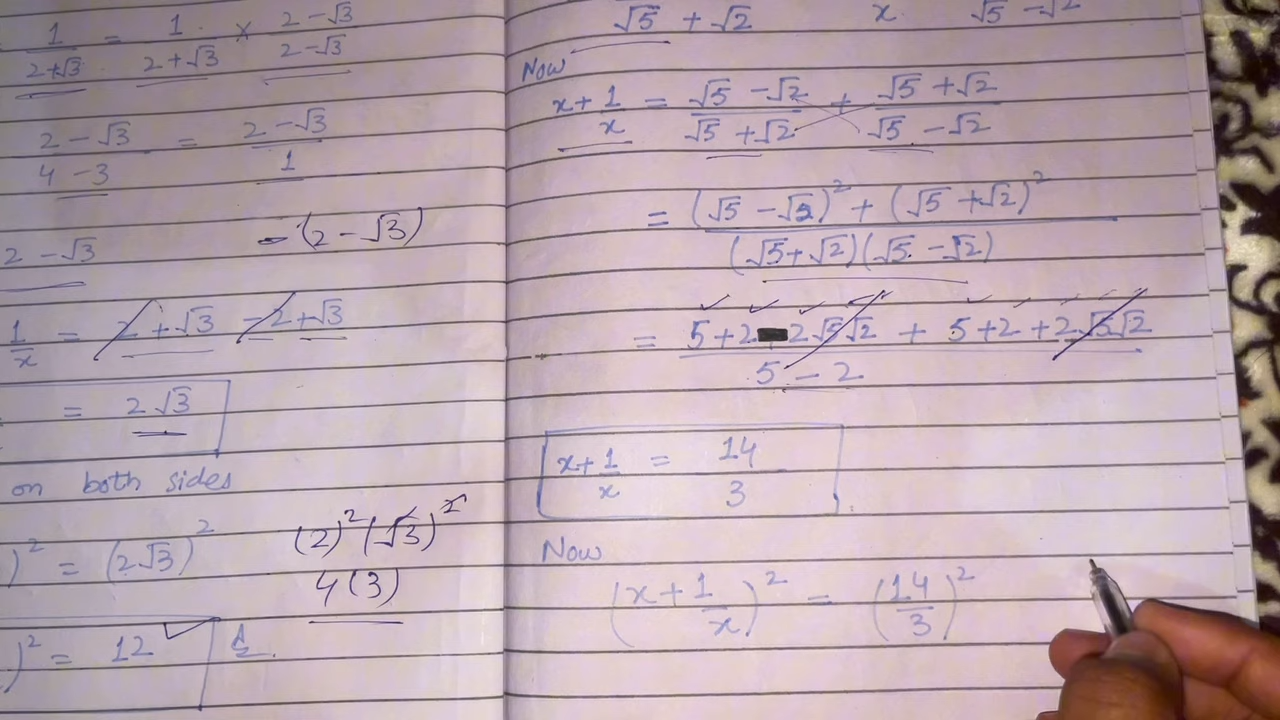 1/(2+√3) = 1/(2+√3) × (2-√3)/(2-√3)
(2-√3)/(4-3) = (2-√3)/1
2-√3
-(2-√3)
1/x = 2+√3 -2+√3
= 2√3
on both sides
)² = (2√3)²
(2)²(√3)²
4(3)
)² = 12
√5 + √2 x √5 - √2
Now
x+1/x = (√5 -√2)/(√5 +√2) + (√5 +√2)/(√5 -√2)
= ((√5 -√2)² + (√5 +√2)²)/((√5+√2)(√5 -√2))
= (5+2 - 2√5√2 + 5+2+2√5√2)/(5-2)
x+1/x = 14/3
Now
(x+1/x)² = (14/3)²